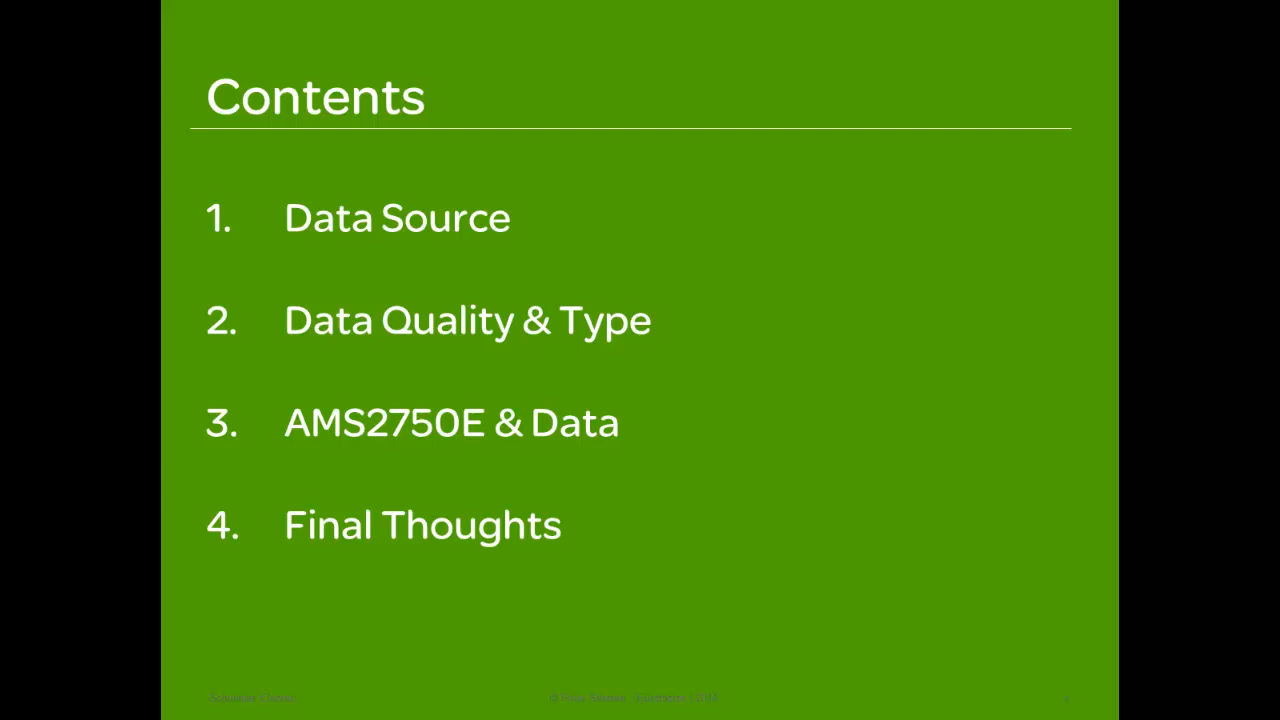 Contents
1. Data Source
2. Data Quality & Type
3. AMS2750E & Data
4. Final Thoughts